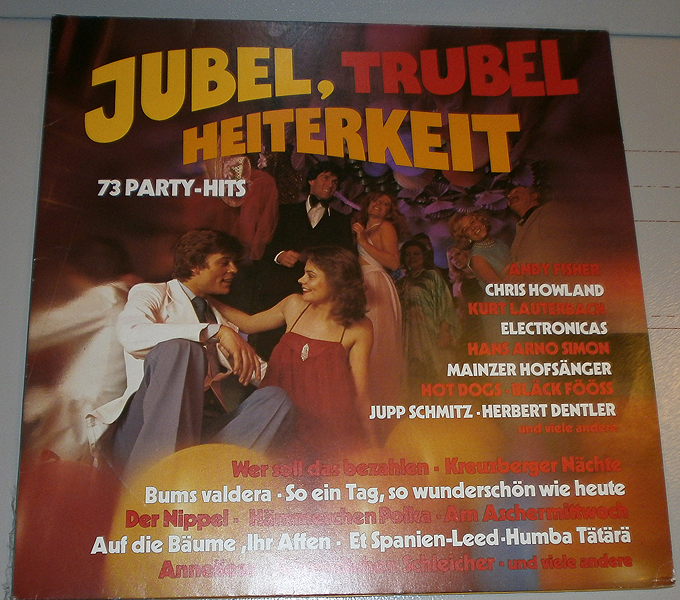 JUBEL, TRUBEL
HEITERKEIT
73 PARTY-HITS
ANDY FISHER
CHRIS HOWLAND
KURT LAUTERBACH
ELECTRONICAS
HANS ARNO SIMON
MAINZER HOFSÄNGER
HOT DOGS · BLÄCK FÖÖSS
JUPP SCHMITZ · HERBERT DENTLER
und viele andere
Wer soll das bezahlen · Kreuzberger Nächte
Bums valdera · So ein Tag, so wunderschön wie heute
Der Nippel · Polka · Am Aschermittwoch
Auf die Bäume ,Ihr Affen · Et Spanien-Leed · Humba Tätärä
Schleicher · und viele andere